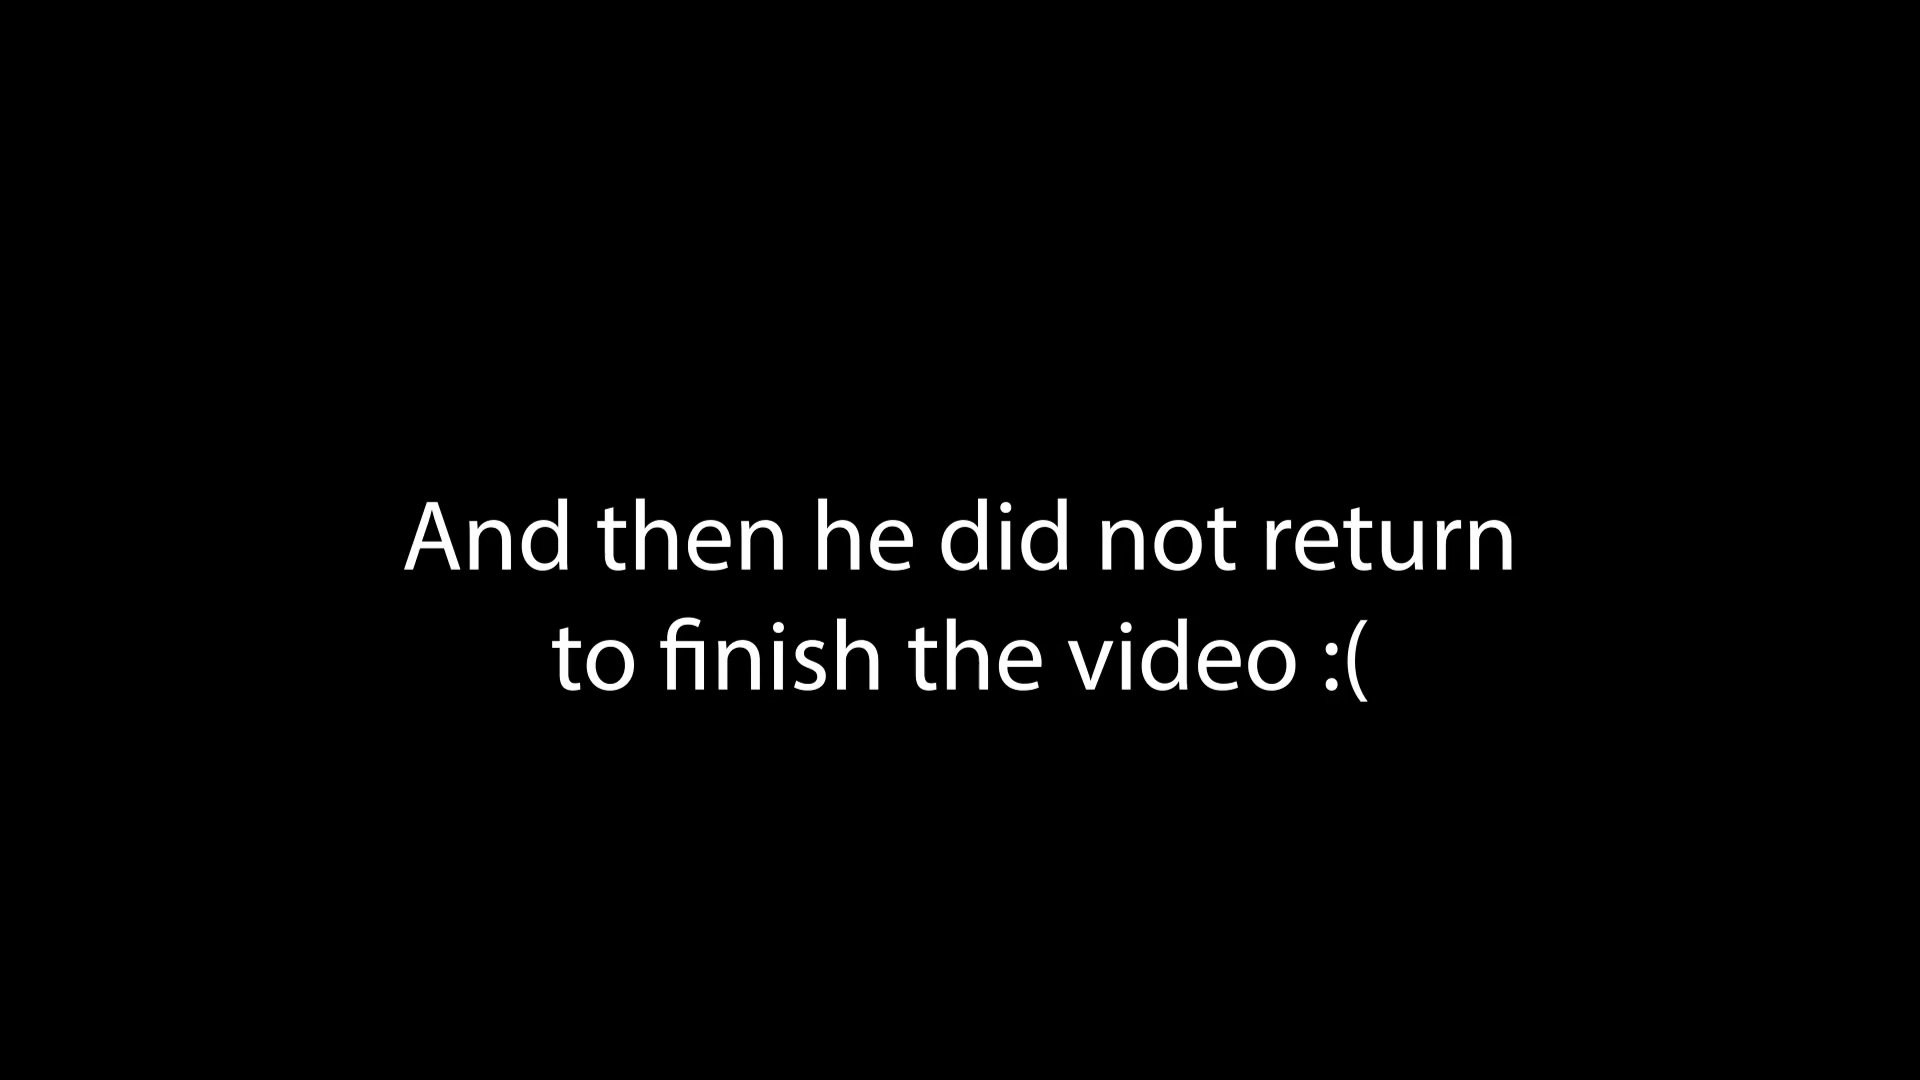 And then he did not return
to finish the video :(